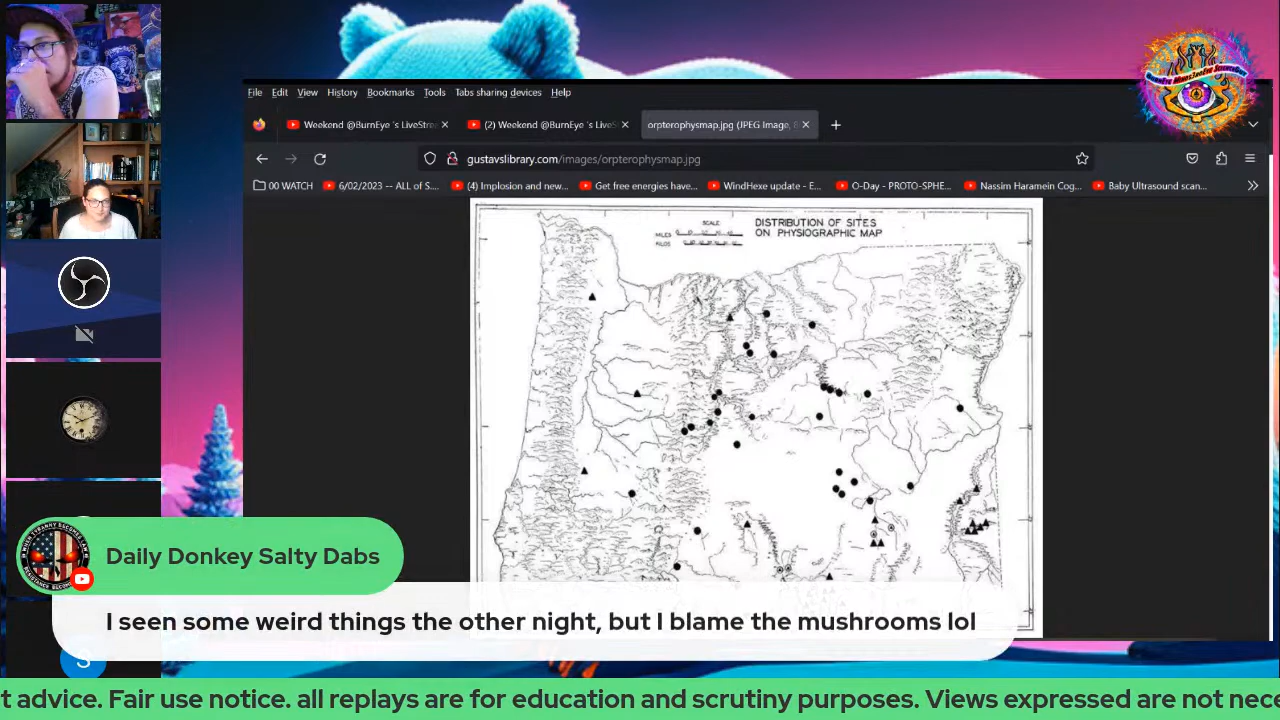 File Edit View History Bookmarks Tools Tabs sharing devices Help
Weekend @BurnEye 's LiveStre
(2) Weekend @BurnEye 's LiveS
orpterophysmap.jpg (JPEG Image, 8
gustavslibrary.com/images/orpterophysmap.jpg
00 WATCH
6/02/2023 -- ALL of S...
(4) Implosion and new...
Get free energies have...
WindHexe update - E...
O-Day - PROTO-SPHE...
Nassim Haramein Cog...
Baby Ultrasound scan...
SCALE
MILES
KILOS
DISTRIBUTION OF SITES
ON PHYSIOGRAPHIC MAP
Daily Donkey Salty Dabs
I seen some weird things the other night, but I blame the mushrooms lol
S
t advice. Fair use notice. all replays are for education and scrutiny purposes. Views expressed are not nece